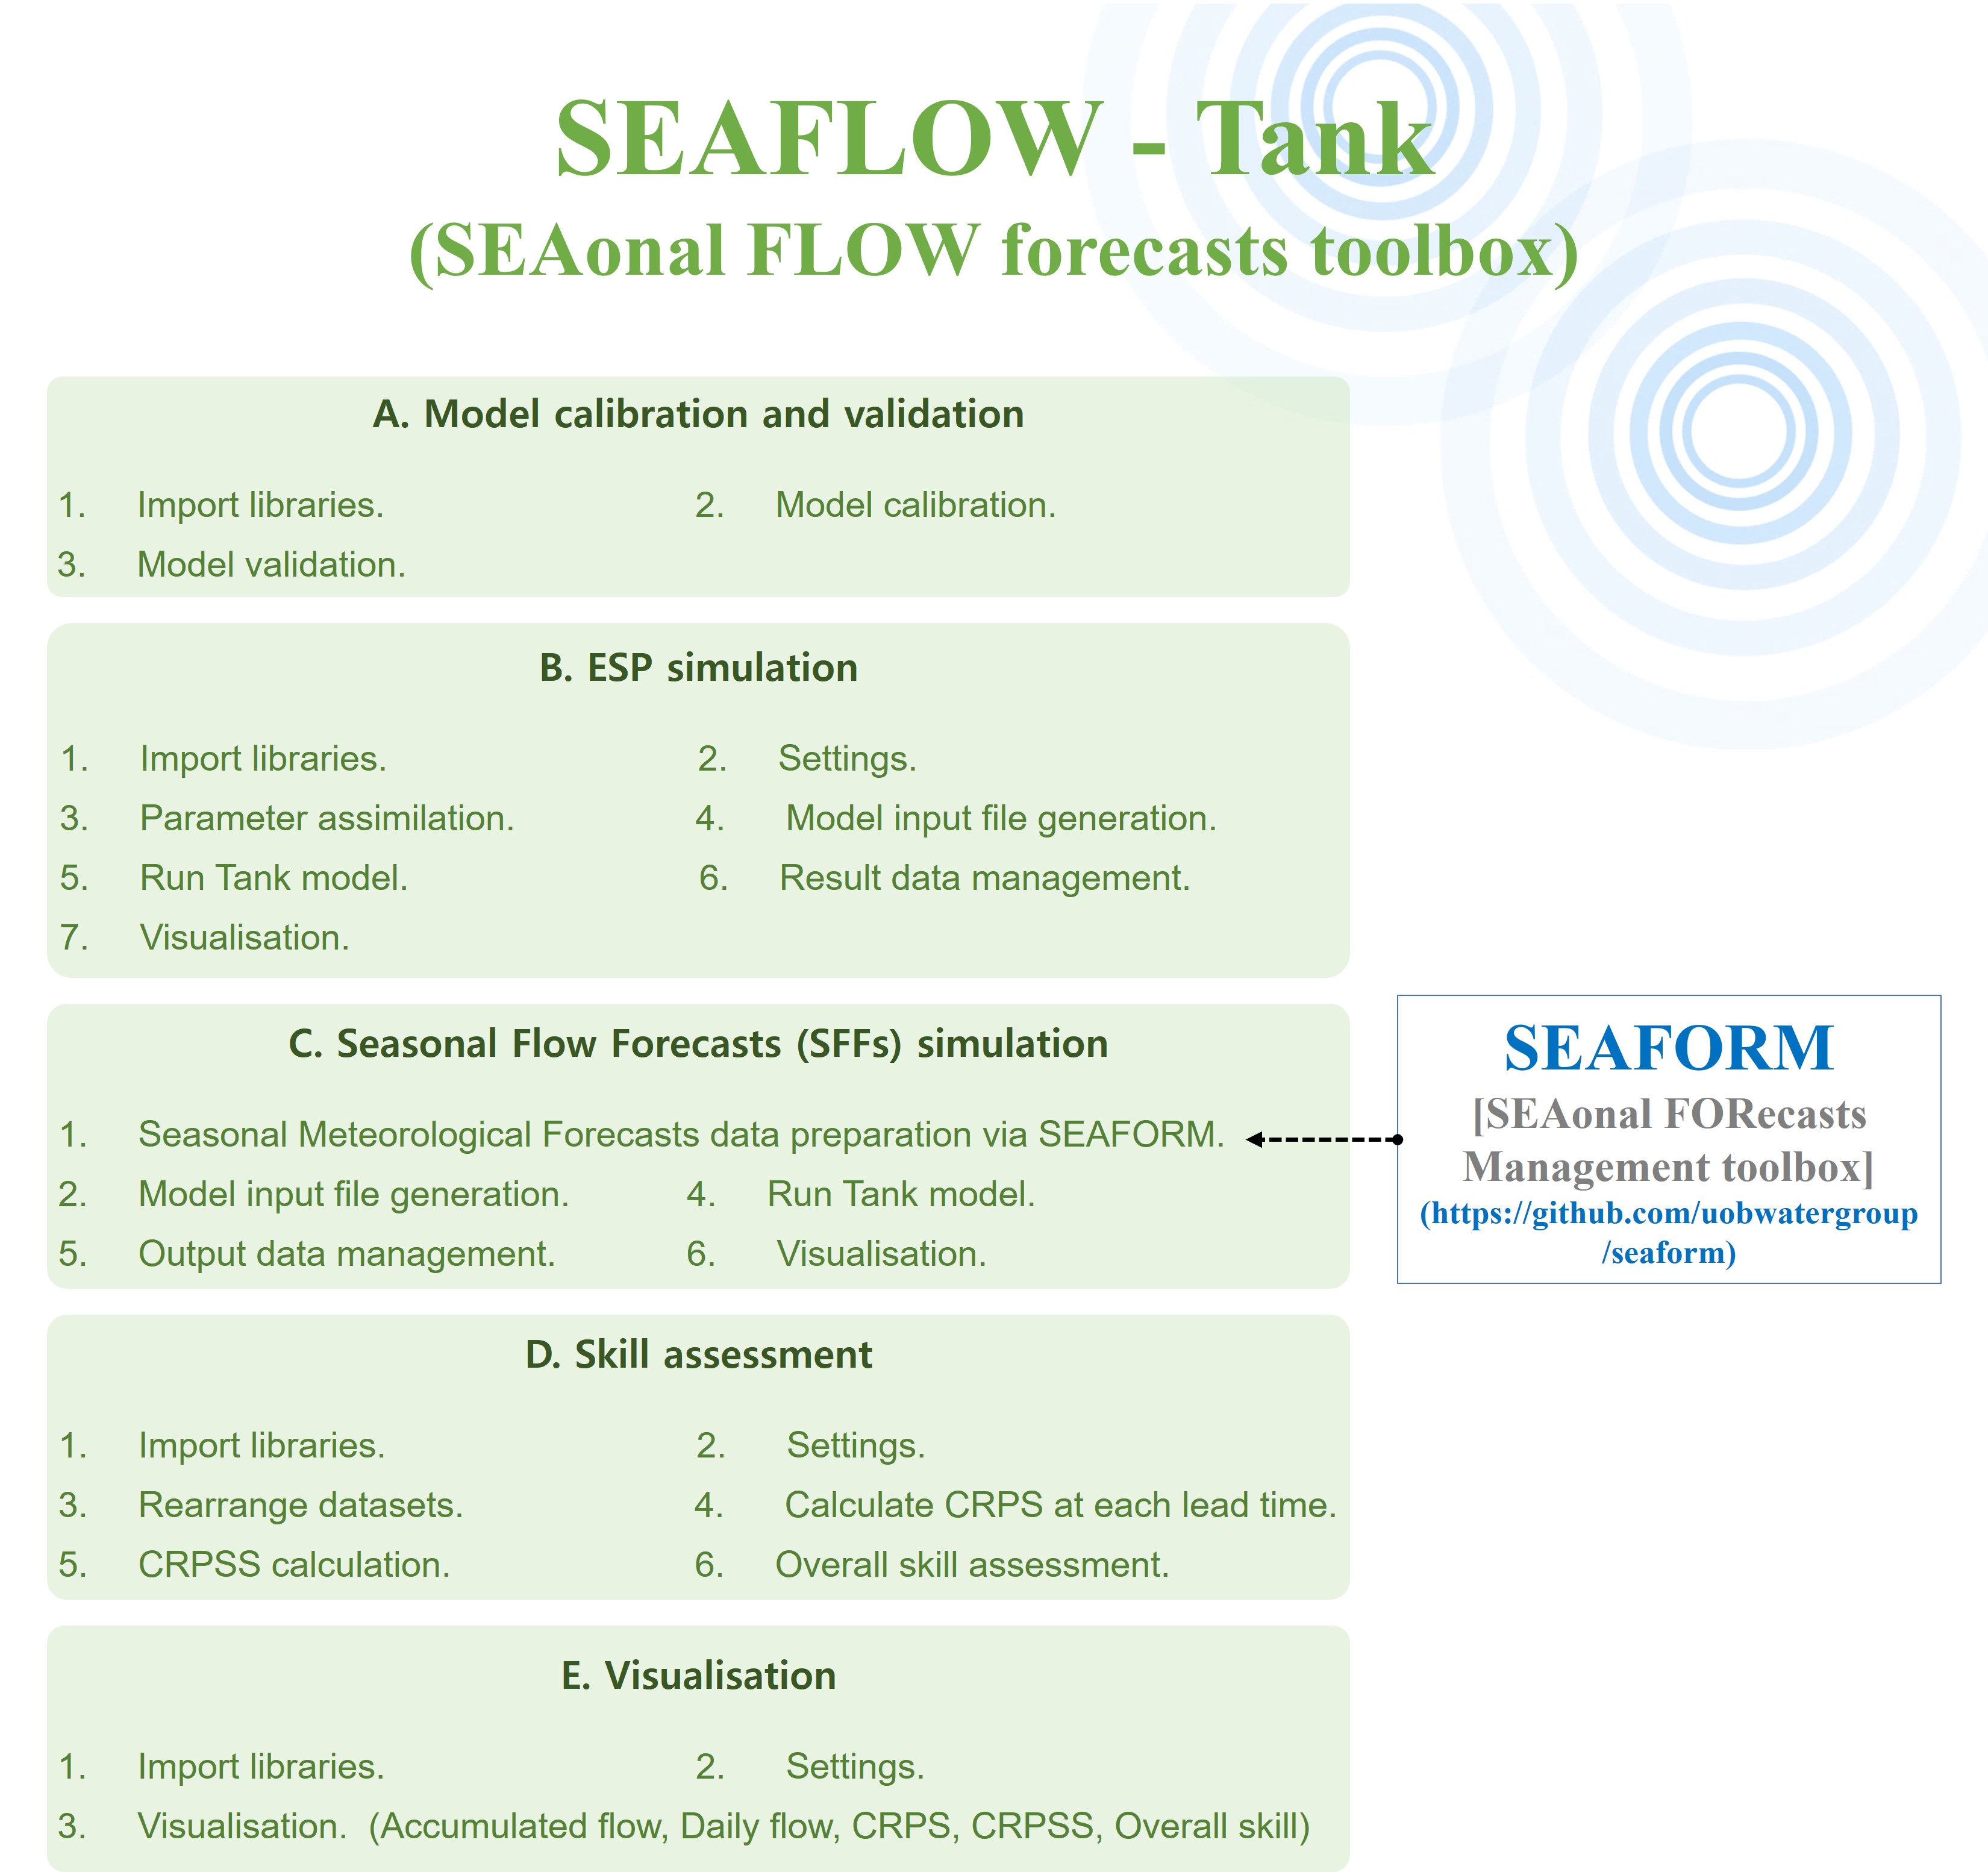 SEAFLOW - Tank
(SEAonal FLOW forecasts toolbox)
A. Model calibration and validation
1. Import libraries. 2. Model calibration.
3. Model validation.
B. ESP simulation
1. Import libraries. 2. Settings.
3. Parameter assimilation. 4. Model input file generation.
5. Run Tank model. 6. Result data management.
7. Visualisation.
C. Seasonal Flow Forecasts (SFFs) simulation
1. Seasonal Meteorological Forecasts data preparation via SEAFORM.
2. Model input file generation. 4. Run Tank model.
5. Output data management. 6. Visualisation.
SEAFORM
[SEAonal FORecasts
Management toolbox]
(https://github.com/uobwatergroup
/seaform)
D. Skill assessment
1. Import libraries. 2. Settings.
3. Rearrange datasets. 4. Calculate CRPS at each lead time.
5. CRPSS calculation. 6. Overall skill assessment.
E. Visualisation
1. Import libraries. 2. Settings.
3. Visualisation. (Accumulated flow, Daily flow, CRPS, CRPSS, Overall skill)